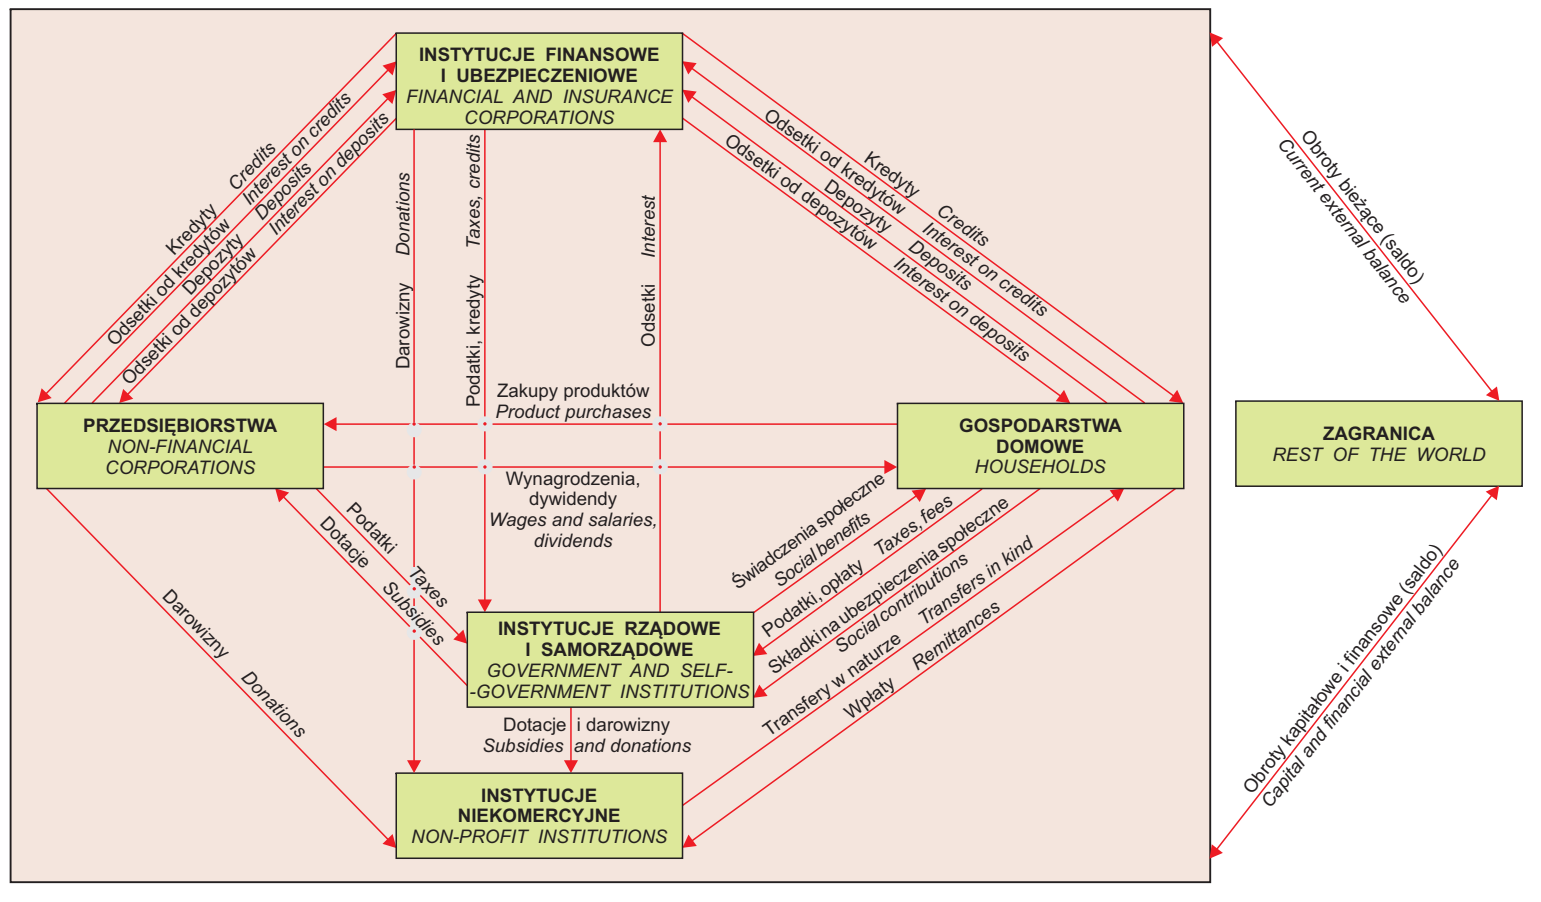 INSTYTUCJE FINANSOWE
I UBEZPIECZENIOWE
FINANCIAL AND INSURANCE
CORPORATIONS
Kredyty Credits
Odsetki od kredytów Interest on credits
Depozyty Deposits
Odsetki od depozytów Interest on deposits
Darowizny Donations
Podatki, kredyty Taxes, credits
Odsetki Interest
Kredyty Credits
Odsetki od kredytów Interest on credits
Depozyty Deposits
Odsetki od depozytów Interest on deposits
Obroty bieżące (saldo)
Current external balance
Zakupy produktów
Product purchases
PRZEDSIĘBIORSTWA
NON-FINANCIAL
CORPORATIONS
GOSPODARSTWA
DOMOWE
HOUSEHOLDS
ZAGRANICA
REST OF THE WORLD
Wynagrodzenia,
dywidendy
Wages and salaries,
dividends
Podatki Taxes
Dotacje Subsidies
Darowizny Donations
Świadczenia społeczne
Social benefits
Podatki, opłaty Taxes, fees
Składki na ubezpieczenia społeczne
Social contributions
Transfery w naturze Transfers in kind
Wpłaty Remittances
INSTYTUCJE RZĄDOWE
I SAMORZĄDOWE
GOVERNMENT AND SELF-
-GOVERNMENT INSTITUTIONS
Dotacje i darowizny
Subsidies and donations
INSTYTUCJE
NIEKOMERCYJNE
NON-PROFIT INSTITUTIONS
Obroty kapitałowe i finansowe (saldo)
Capital and financial external balance